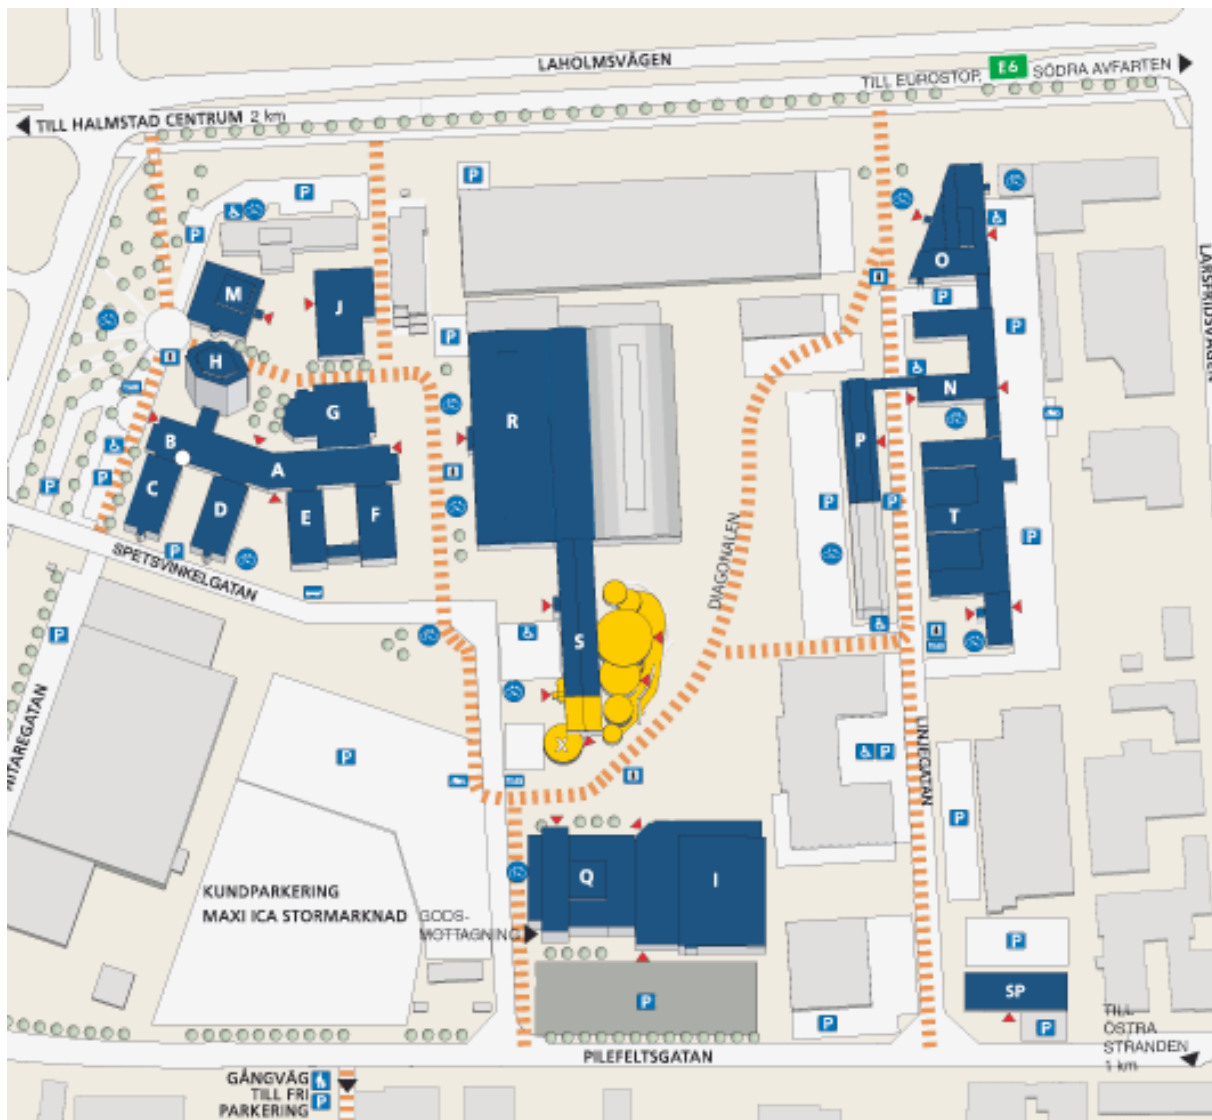 LAHOLMSVÄGEN
TILL EUROSTOP, E6 SÖDRA AVFARTEN
TILL HALMSTAD CENTRUM 2 km
P
P
P
P
O
M
J
P
P
P
H
LARSFRIDSVÄGEN
N
G
R
B
P
A
C
D
E
F
P
P
P
P
P
T
P
P
SPETSVINKELGATAN
DIAGONALEN
P
S
NITAREGATAN
LINJEGATAN
X
P
P
P
Q
I
KUNDPARKERING
MAXI ICA STORMARKNAD
GODS-
MOTTAGNING
P
SP
P
P
P
TILL
ÖSTRA
STRANDEN
1 km
PILEFELTSGATAN
GÅNGVÄG
TILL FRI
PARKERING
P